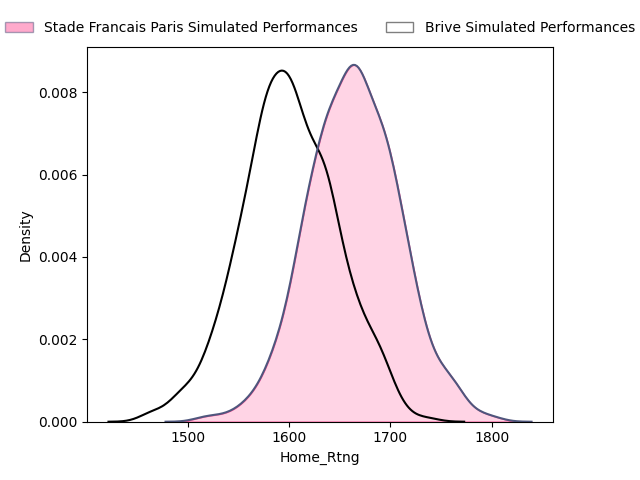 Stade Francais Paris Simulated Performances
Brive Simulated Performances
0.008
0.006
0.004
0.002
0.000
Density
1500
1600
1700
1800
Home_Rtng